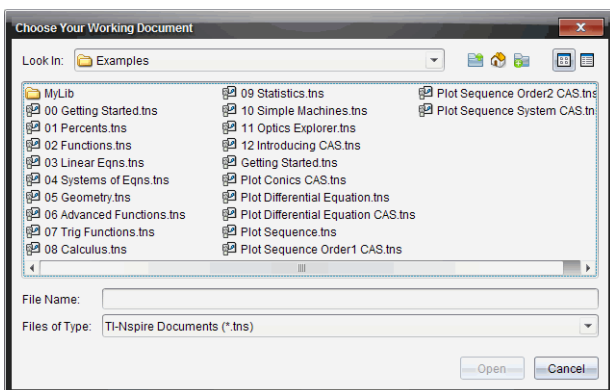 Choose Your Working Document
Look In: Examples
MyLib
00 Getting Started.tns
01 Percents.tns
02 Functions.tns
03 Linear Eqns.tns
04 Systems of Eqns.tns
05 Geometry.tns
06 Advanced Functions.tns
07 Trig Functions.tns
08 Calculus.tns
09 Statistics.tns
10 Simple Machines.tns
11 Optics Explorer.tns
12 Introducing CAS.tns
Getting Started.tns
Plot Conics CAS.tns
Plot Differential Equation.tns
Plot Differential Equation CAS.tns
Plot Sequence.tns
Plot Sequence Order1 CAS.tns
Plot Sequence Order2 CAS.tns
Plot Sequence System CAS.tn
File Name:
Files of Type: TI-Nspire Documents (*.tns)
Open Cancel